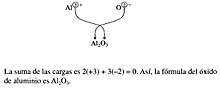 Al³⁺ O²⁻
Al₂O₃
La suma de las cargas es 2(+3) + 3(−2) = 0. Así, la fórmula del óxido
de aluminio es Al₂O₃.